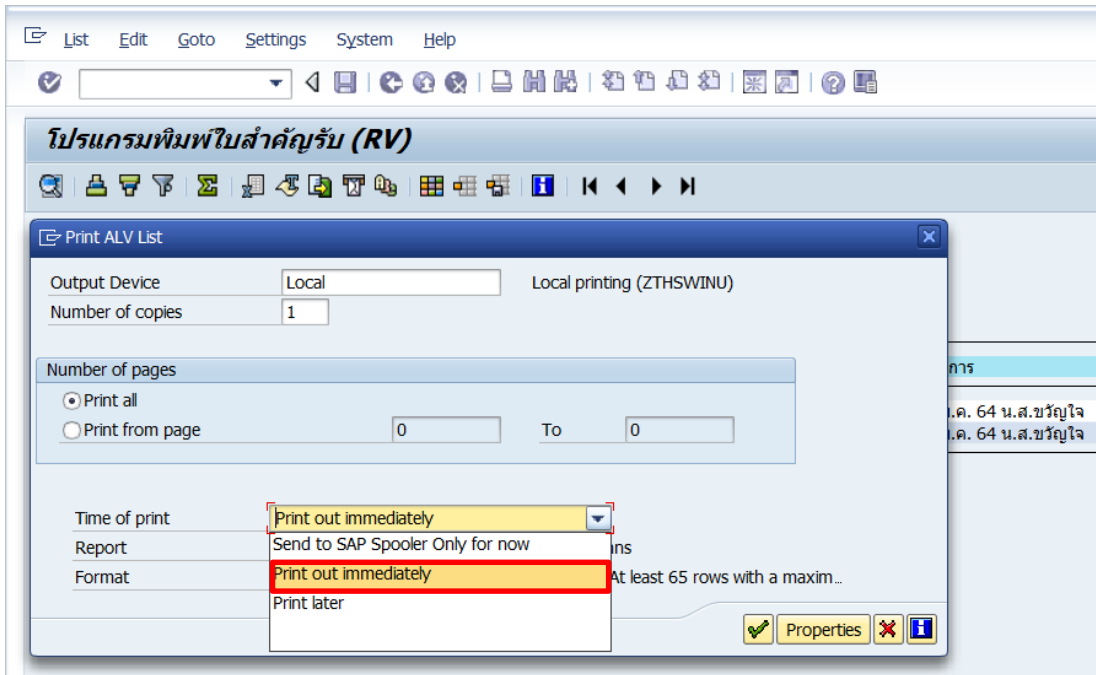 List Edit Goto Settings System Help
โปรแกรมพิมพ์ใบสำคัญรับ (RV)
Print ALV List
Output Device Local Local printing (ZTHSWINU)
Number of copies 1
Number of pages
การ
Print all
.ค. 64 น.ส.ขวัญใจ
Print from page 0 To 0
.ค. 64 น.ส.ขวัญใจ
Time of print Print out immediately
Send to SAP Spooler Only for now
Report
Print out immediately
Format At least 65 rows with a maxim...
Print later
Properties